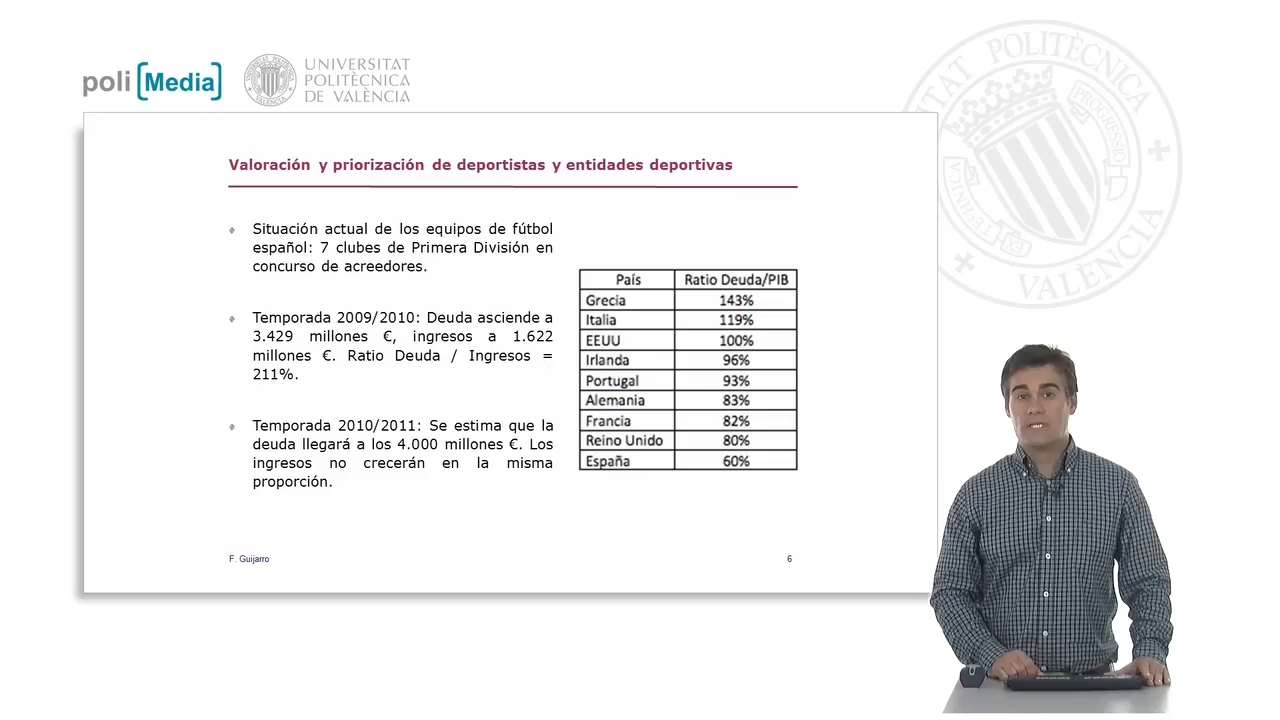 poli [Media]
UNIVERSITAT
POLITÈCNICA
DE VALÈNCIA
Valoración y priorización de deportistas y entidades deportivas
Situación actual de los equipos de fútbol
español: 7 clubes de Primera División en
concurso de acreedores.
Temporada 2009/2010: Deuda asciende a
3.429 millones €, ingresos a 1.622
millones €. Ratio Deuda / Ingresos =
211%.
Temporada 2010/2011: Se estima que la
deuda llegará a los 4.000 millones €. Los
ingresos no crecerán en la misma
proporción.
País Ratio Deuda/PIB
Grecia 143%
Italia 119%
EEUU 100%
Irlanda 96%
Portugal 93%
Alemania 83%
Francia 82%
Reino Unido 80%
España 60%
F. Guijarro
6
POLITÈCNICA
VALÈNCIA
PROGRESSIO